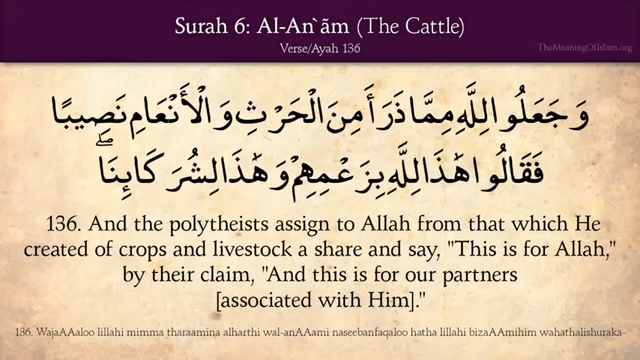 Surah 6: Al-An`ãm (The Cattle)
Verse/Ayah 136
TheMeaningOfIslam.org
وَجَعَلُوا لِلَّهِ مِمَّا ذَرَأَ مِنَ الْحَرْثِ وَالْأَنْعَامِ نَصِيبًا
فَقَالُوا هَٰذَا لِلَّهِ بِزَعْمِهِمْ وَهَٰذَا لِشُرَكَائِنَا ۖ
136. And the polytheists assign to Allah from that which He
created of crops and livestock a share and say, "This is for Allah,"
by their claim, "And this is for our partners
[associated with Him]."
136. WajaAAaloo lillahi mimma tharaamina alharthi wal-anAAami naseebanfaqaloo hatha lillahi bizaAAmihim wahathalishuraka-